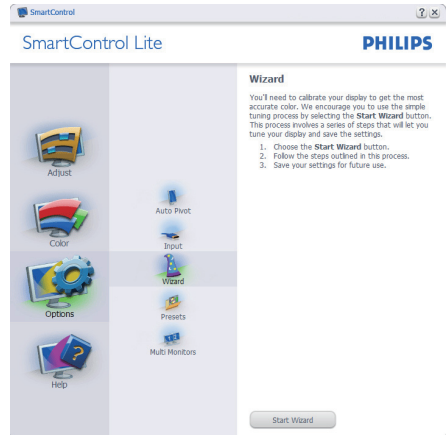 SmartControl
? X
SmartControl Lite
PHILIPS
Adjust
Color
Options
Help
Auto Pivot
Input
Wizard
Presets
Multi Monitors
Wizard
You'll need to calibrate your display to get the most
accurate color. We encourage you to use the simple
tuning process by selecting the Start Wizard button.
This process involves a series of steps that will let you
tune your display and save the settings.
1. Choose the Start Wizard button.
2. Follow the steps outlined in this process.
3. Save your settings for future use.
Start Wizard